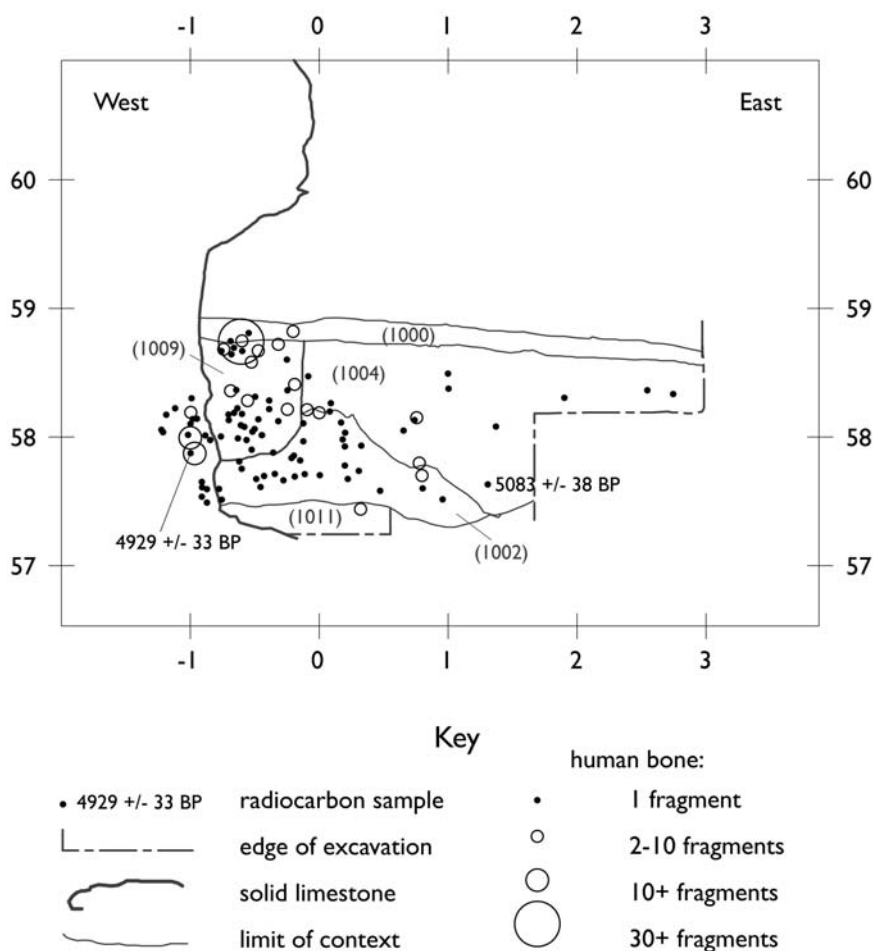 -1 0 1 2 3
West East
60 60
59 59
(1000)
(1009)
(1004)
58 58
5083 +/- 38 BP
(1011)
4929 +/- 33 BP
(1002)
57 57
-1 0 1 2 3
Key
human bone:
4929 +/- 33 BP radiocarbon sample 1 fragment
edge of excavation 2-10 fragments
solid limestone 10+ fragments
limit of context 30+ fragments